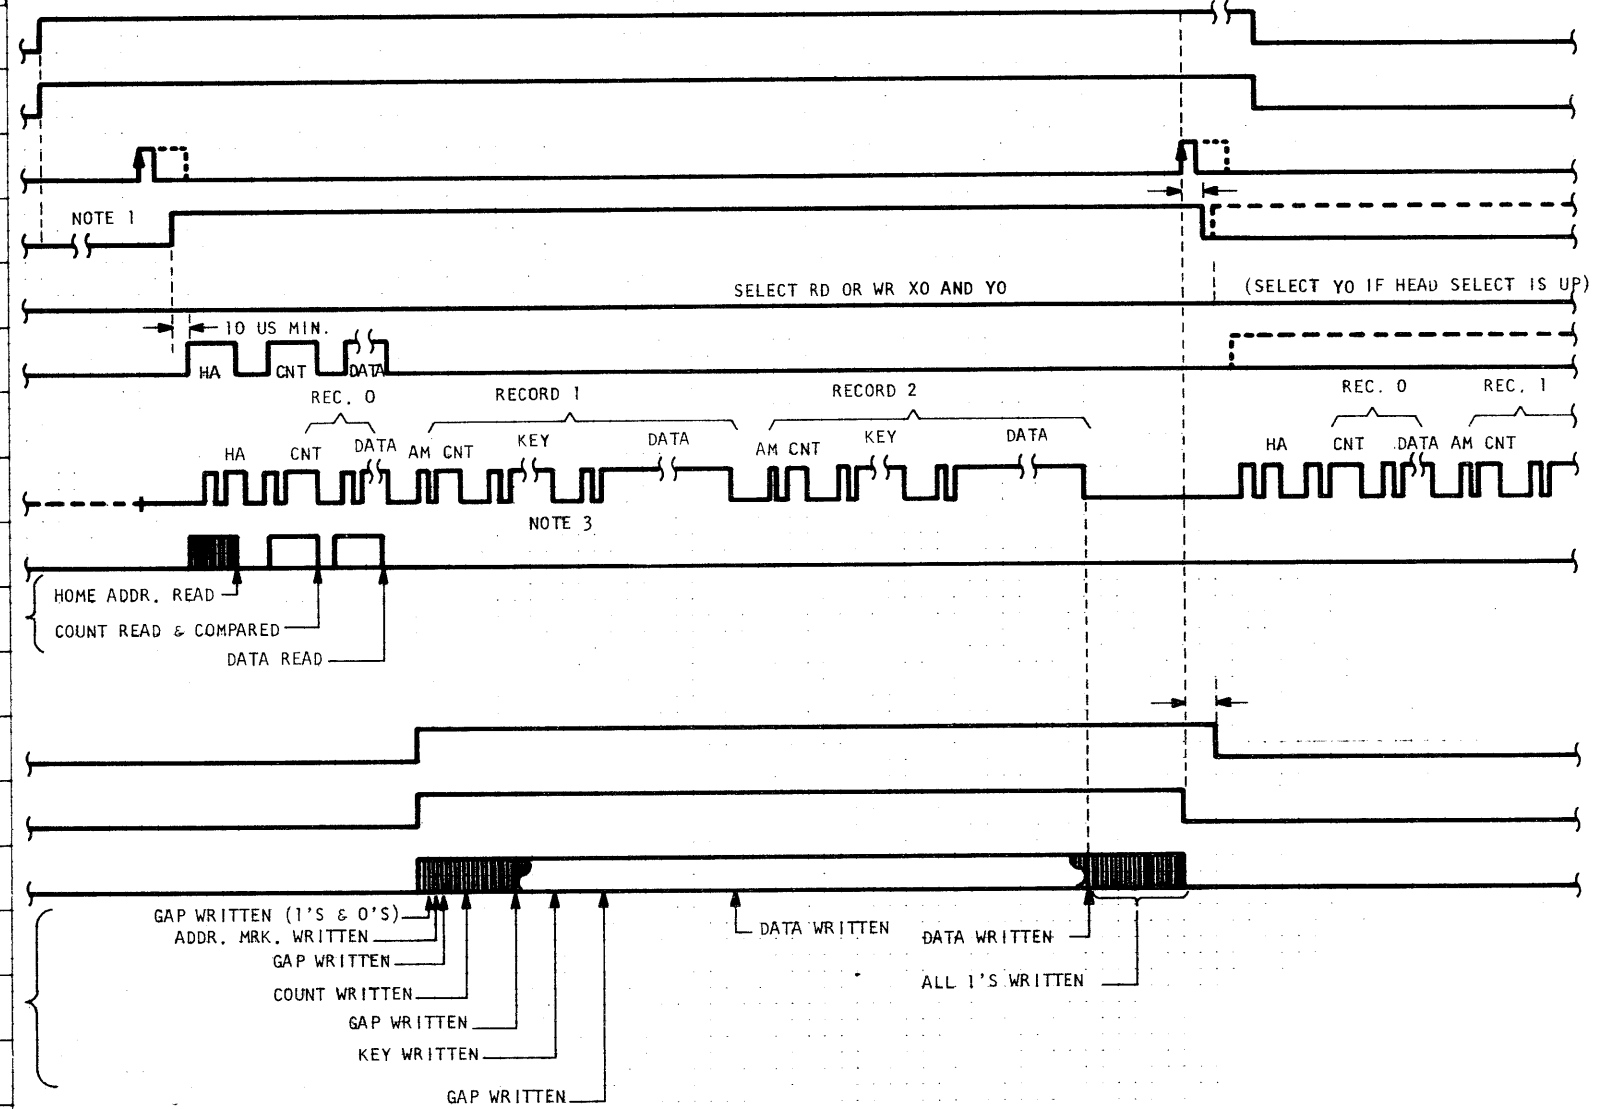 NOTE 1
SELECT RD OR WR XO AND YO
(SELECT YO IF HEAD SELECT IS UP)
10 US MIN.
HA
CNT
DATA
REC. 0
RECORD 1
RECORD 2
REC. 0
REC. 1
HA
CNT
DATA
AM CNT
KEY
DATA
AM CNT
KEY
DATA
HA
CNT
DATA
AM CNT
NOTE 3
HOME ADDR. READ
COUNT READ & COMPARED
DATA READ
GAP WRITTEN (1'S & 0'S)
ADDR. MRK. WRITTEN
GAP WRITTEN
COUNT WRITTEN
GAP WRITTEN
KEY WRITTEN
GAP WRITTEN
DATA WRITTEN
DATA WRITTEN
ALL 1'S WRITTEN